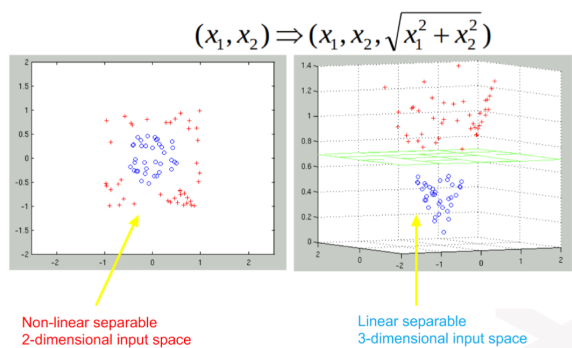 (x₁, x₂) ⇒ (x₁, x₂, √(x₁² + x₂²))
2
1.5
1
0.5
0
-0.5
-1
-1.5
-2
-2 -1 0 1 2
1.4
1.2
1
0.8
0.6
0.4
0.2
0
2
0
-2
-2 -1 0 1 2
Non-linear separable
2-dimensional input space
Linear separable
3-dimensional input space